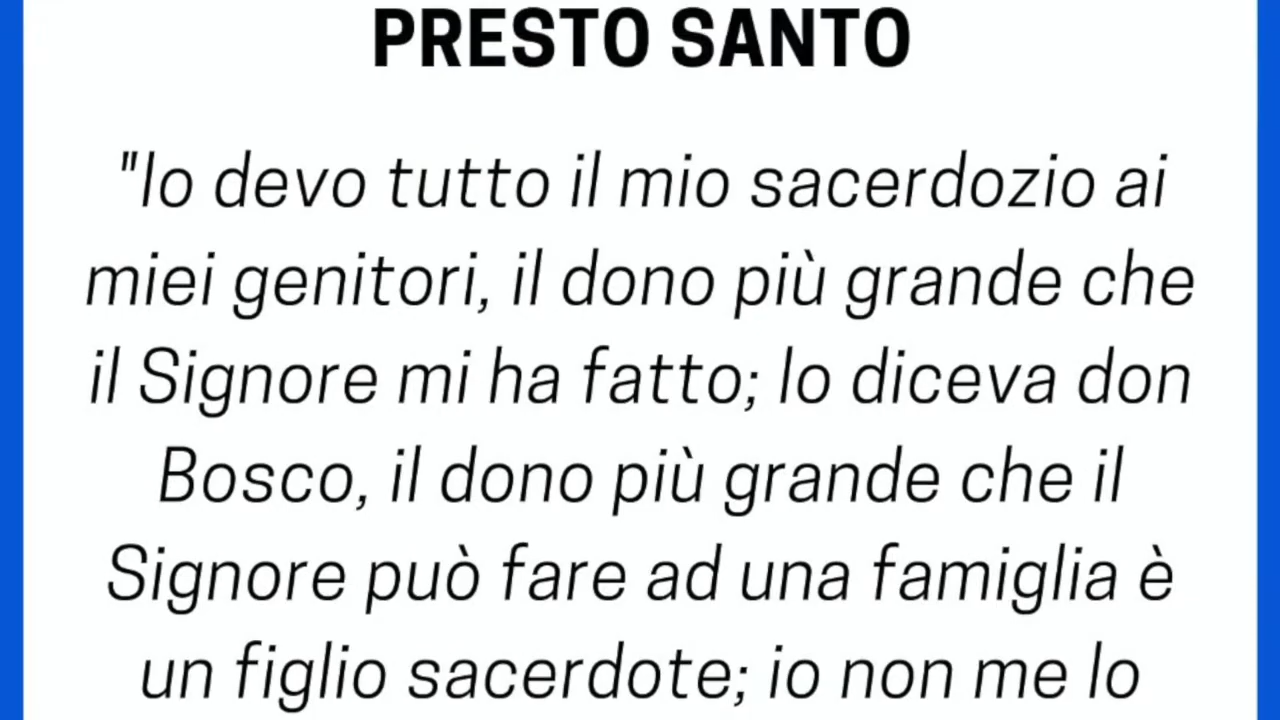 PRESTO SANTO
"Io devo tutto il mio sacerdozio ai
miei genitori, il dono più grande che
il Signore mi ha fatto; lo diceva don
Bosco, il dono più grande che il
Signore può fare ad una famiglia è
un figlio sacerdote; io non me lo